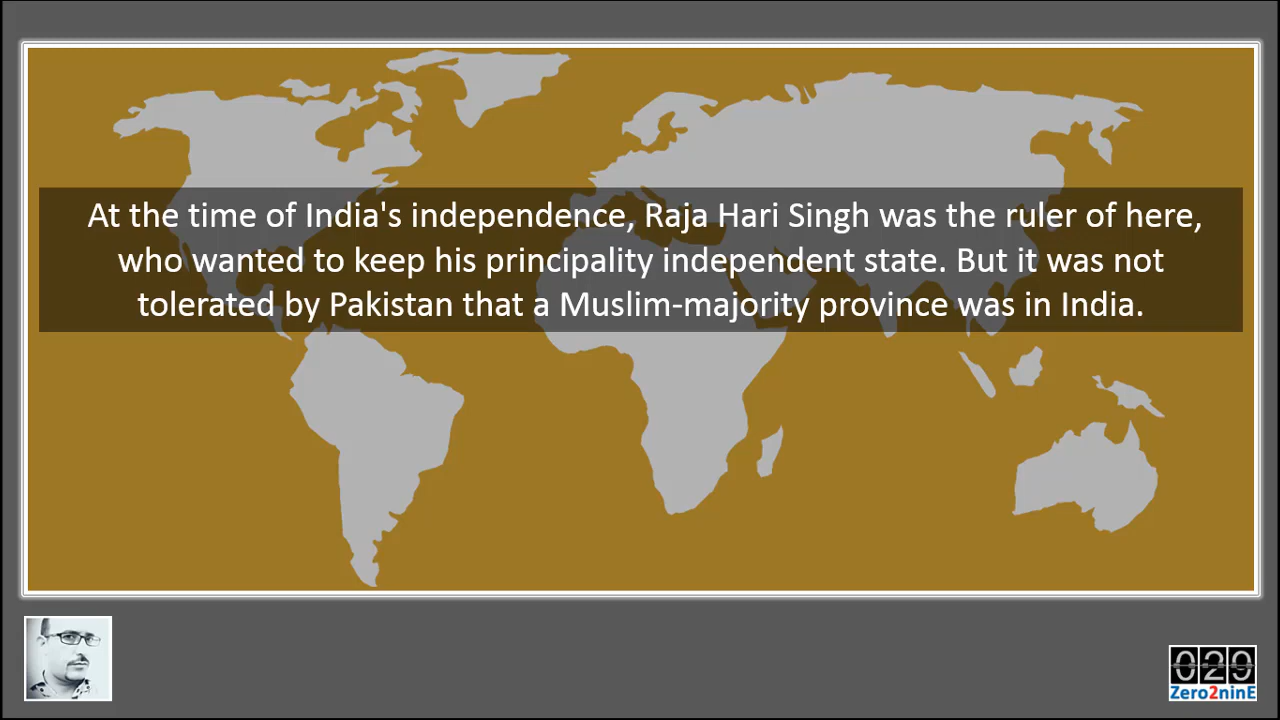 At the time of India's independence, Raja Hari Singh was the ruler of here,
who wanted to keep his principality independent state. But it was not
tolerated by Pakistan that a Muslim-majority province was in India.
029
Zero2ninE